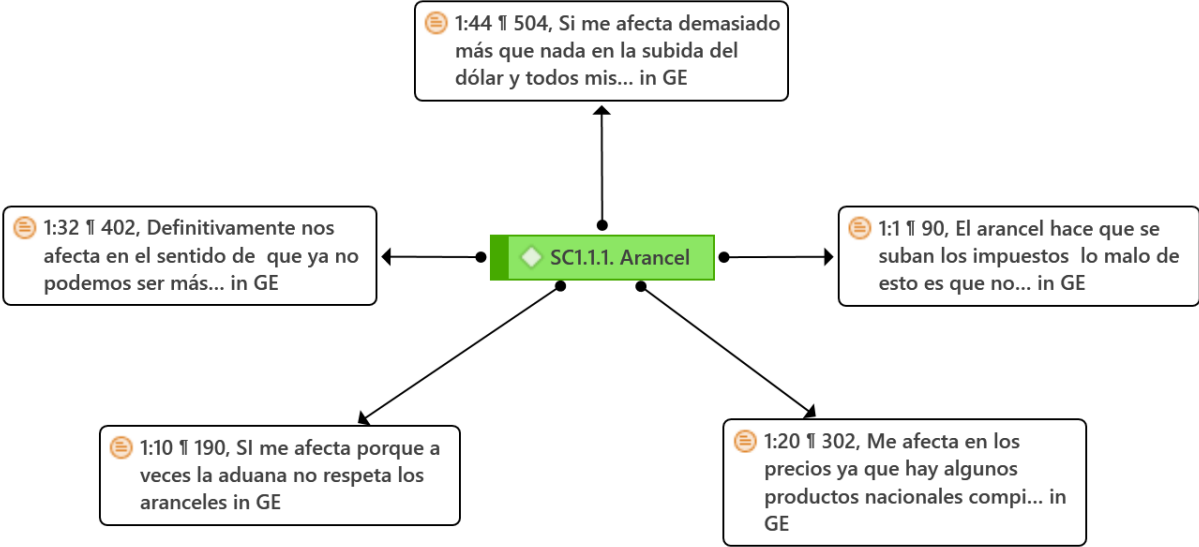 1:44 ¶ 504, Si me afecta demasiado
más que nada en la subida del
dólar y todos mis... in GE
1:32 ¶ 402, Definitivamente nos
afecta en el sentido de  que ya no
podemos ser más... in GE
SC1.1.1. Arancel
1:1 ¶ 90, El arancel hace que se
suban los impuestos  lo malo de
esto es que no... in GE
1:10 ¶ 190, SI me afecta porque a
veces la aduana no respeta los
aranceles in GE
1:20 ¶ 302, Me afecta en los
precios ya que hay algunos
productos nacionales compi... in
GE